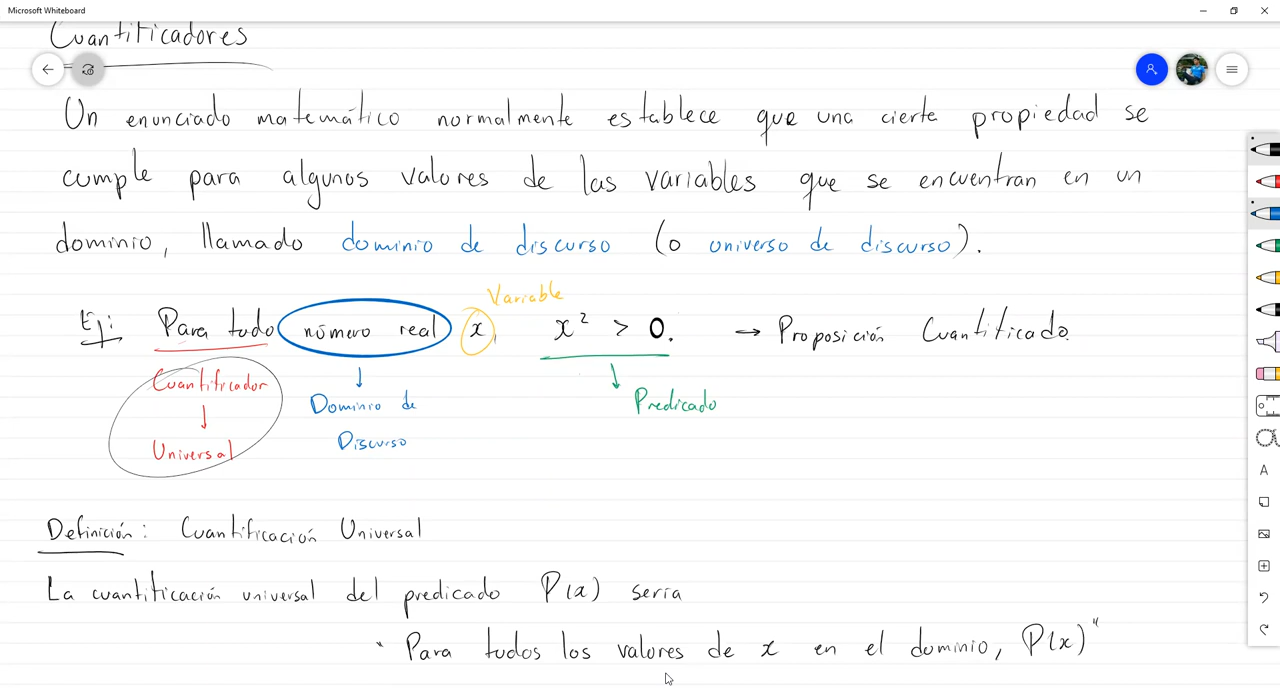 Microsoft Whiteboard
Cuantificadores
Un enunciado matemático normalmente establece que una cierte propiedad se
cumple para algunos valores de las variables que se encuentran en un
dominio, llamado dominio de discurso (o universo de discurso).
Variable
Ej: Para todo número real x, x² > 0. → Proposición Cuantificado.
Cuantificador
↓
Universal
↓
Dominio de
Discurso
↓
Predicado
Definición: Cuantificación Universal
La cuantificación universal del predicado P(x) sería
"Para todos los valores de x en el dominio, P(x)"
A